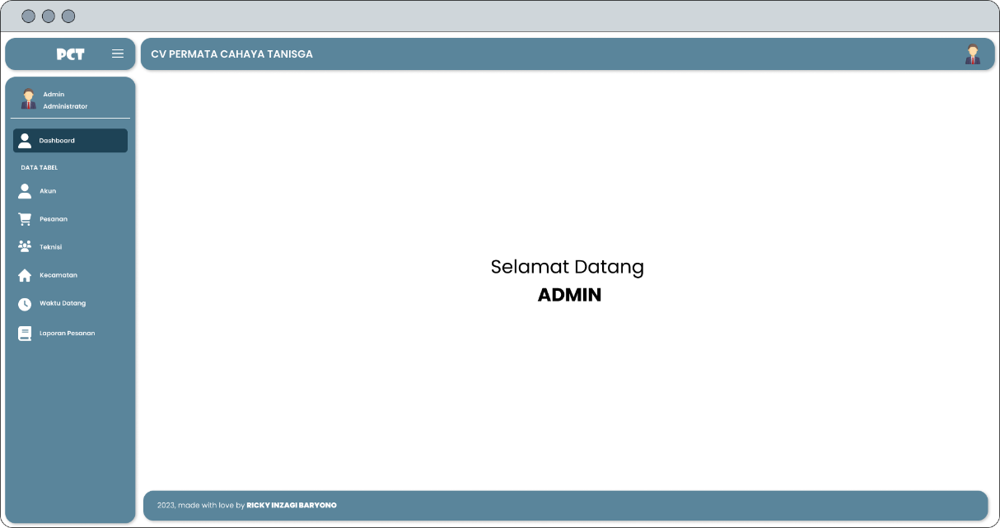 PCT
CV PERMATA CAHAYA TANISGA
Admin
Administrator
Dashboard
DATA TABEL
Akun
Pesanan
Teknisi
Kecamatan
Waktu Datang
Laporan Pesanan
Selamat Datang
ADMIN
2023, made with love by RICKY INZAGI BARYONO